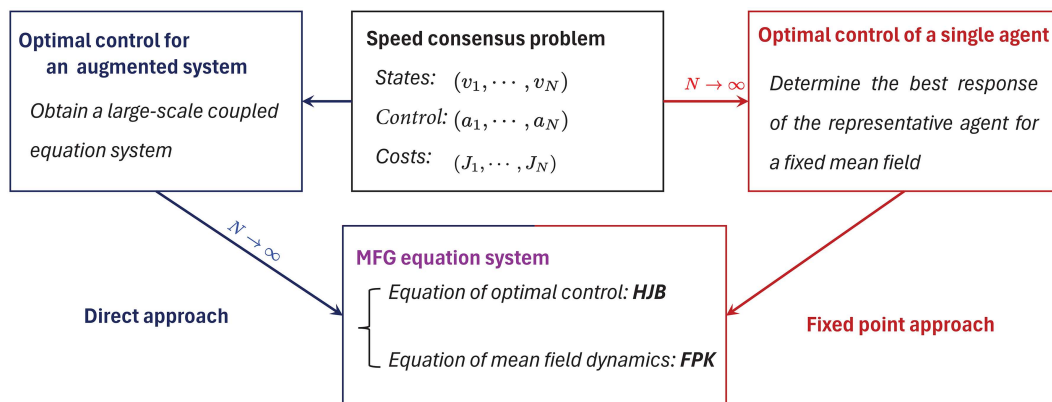 Optimal control for
an augmented system
Obtain a large-scale coupled
equation system
Speed consensus problem
States: (v₁, ⋯ , v_N)
Control: (a₁, ⋯ , a_N)
Costs: (J₁, ⋯ , J_N)
N → ∞
Optimal control of a single agent
Determine the best response
of the representative agent for
a fixed mean field
N → ∞
MFG equation system
Equation of optimal control: HJB
Equation of mean field dynamics: FPK
Direct approach
Fixed point approach